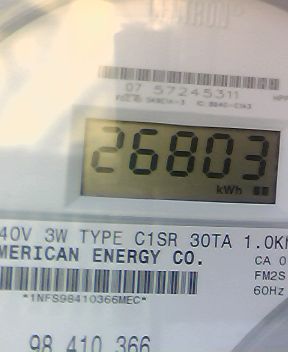 07 57245311
26803
kWh
40V 3W TYPE C1SR 30TA 1.0K
MERICAN ENERGY CO.
CA 0
FM2S
60Hz
*1NFS98410366MEC*
98 410 366